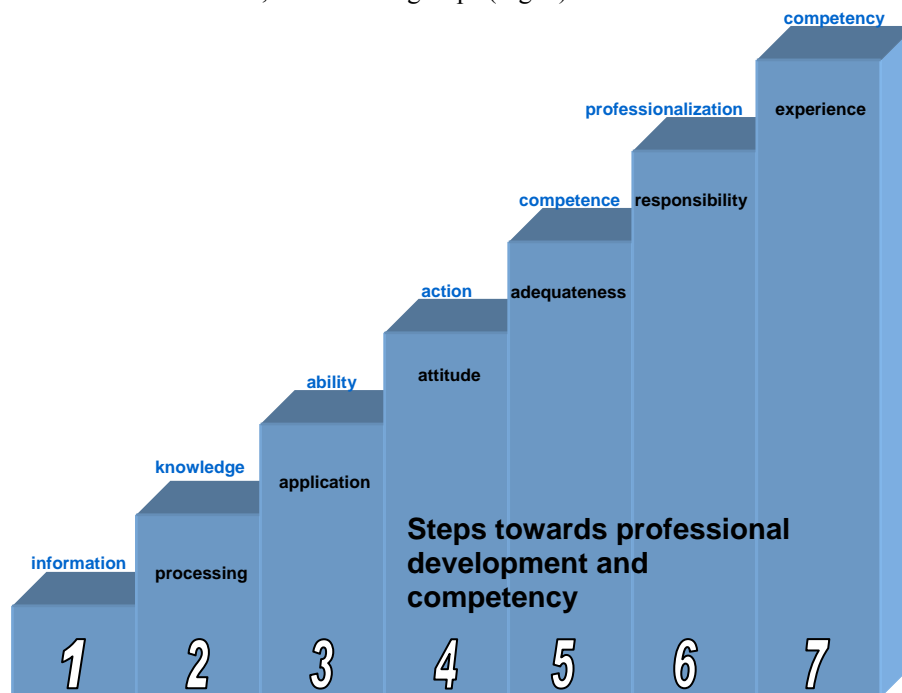 competency
experience
professionalization
responsibility
competence
adequateness
action
attitude
ability
application
knowledge
processing
information
Steps towards professional
development and
competency
1 2 3 4 5 6 7